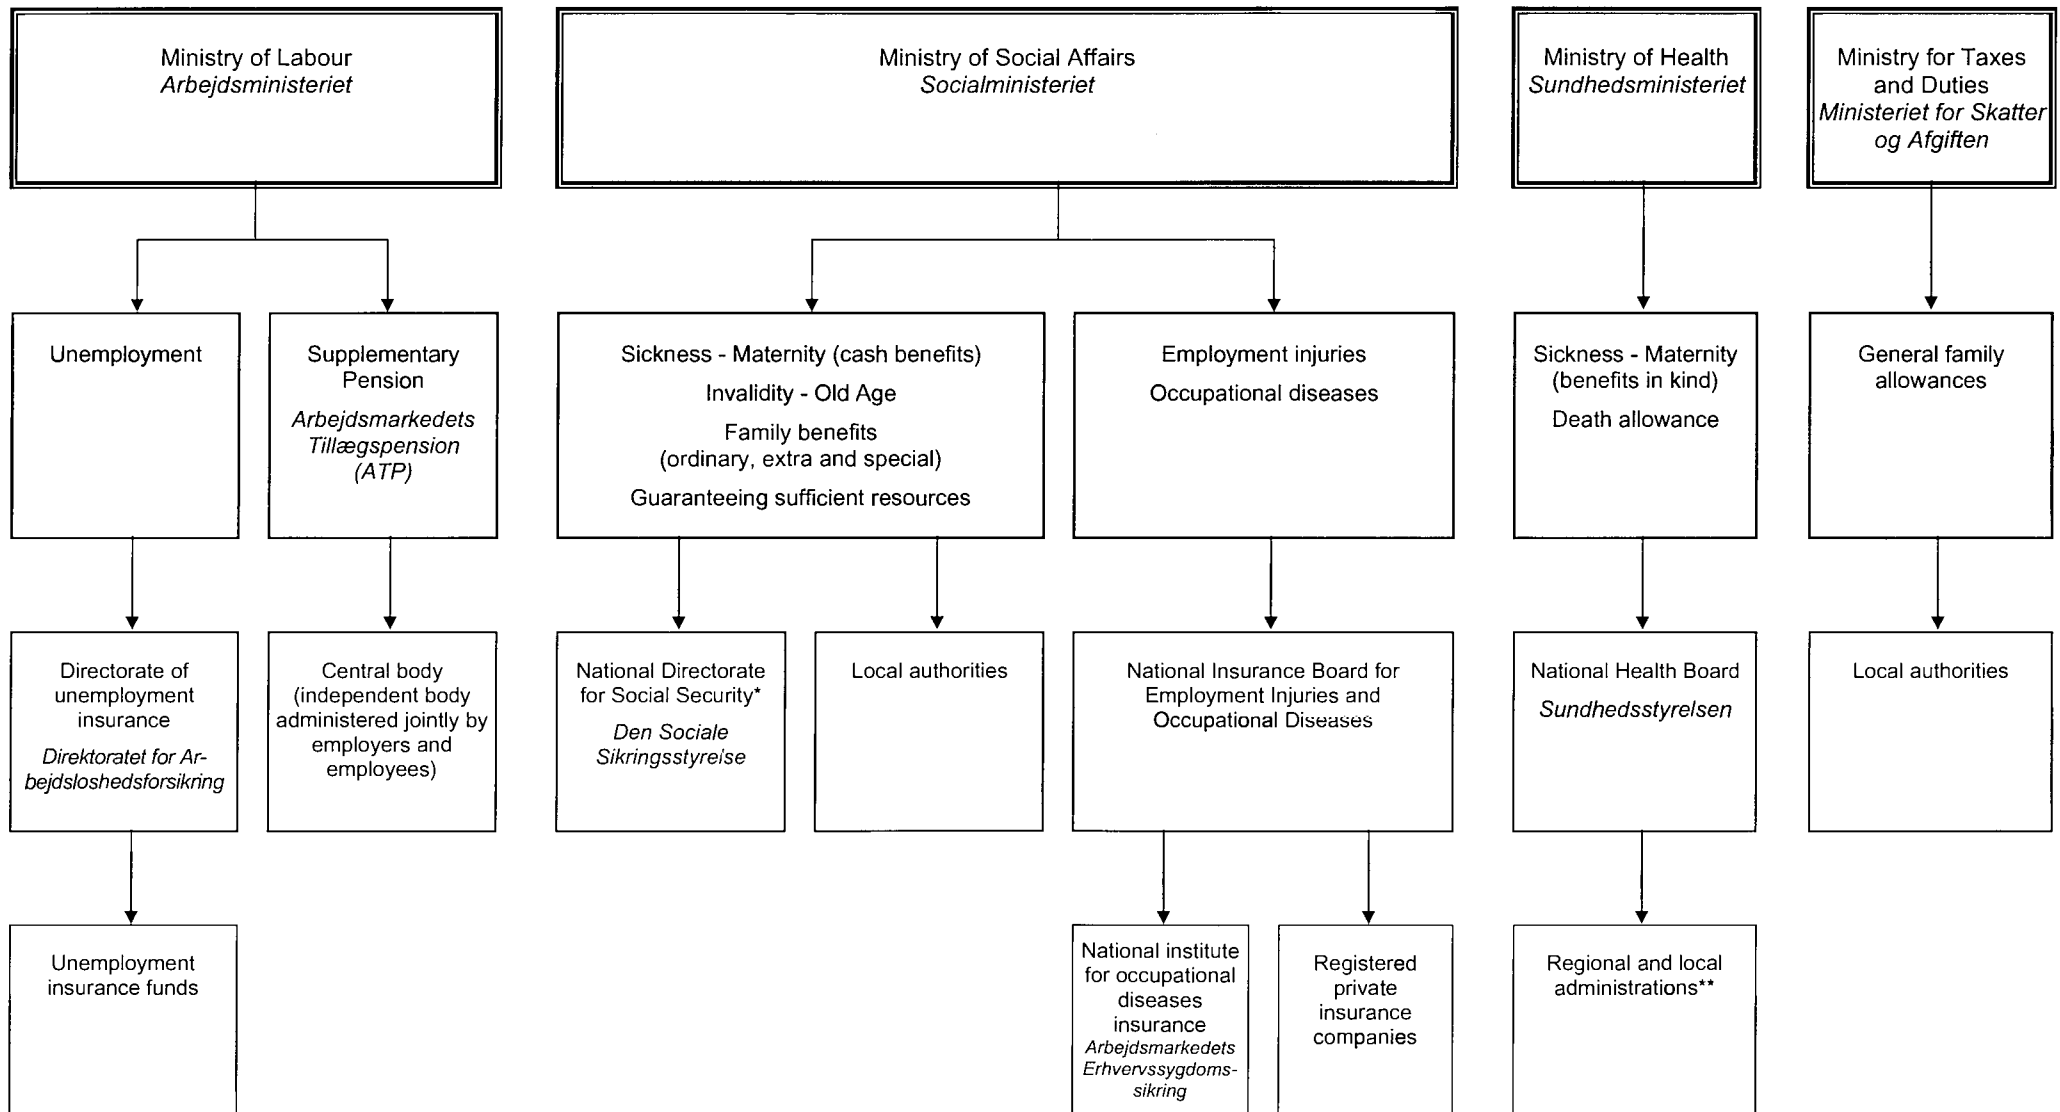 Ministry of Labour
Arbejdsministeriet
Ministry of Social Affairs
Socialministeriet
Ministry of Health
Sundhedsministeriet
Ministry for Taxes
and Duties
Ministeriet for Skatter
og Afgiften
Unemployment
Supplementary
Pension
Arbejdsmarkedets
Tillægspension
(ATP)
Sickness - Maternity (cash benefits)
Invalidity - Old Age
Family benefits
(ordinary, extra and special)
Guaranteeing sufficient resources
Employment injuries
Occupational diseases
Sickness - Maternity
(benefits in kind)
Death allowance
General family
allowances
Directorate of
unemployment
insurance
Direktoratet for Ar-
bejdsloshedsforsikring
Central body
(independent body
administered jointly by
employers and
employees)
National Directorate
for Social Security*
Den Sociale
Sikringsstyreise
Local authorities
National Insurance Board for
Employment Injuries and
Occupational Diseases
National Health Board
Sundhedsstyrelsen
Local authorities
Unemployment
insurance funds
National institute
for occupational
diseases
insurance
Arbejdsmarkedets
Erhvervssygdoms-
sikring
Registered
private
insurance
companies
Regional and local
administrations**